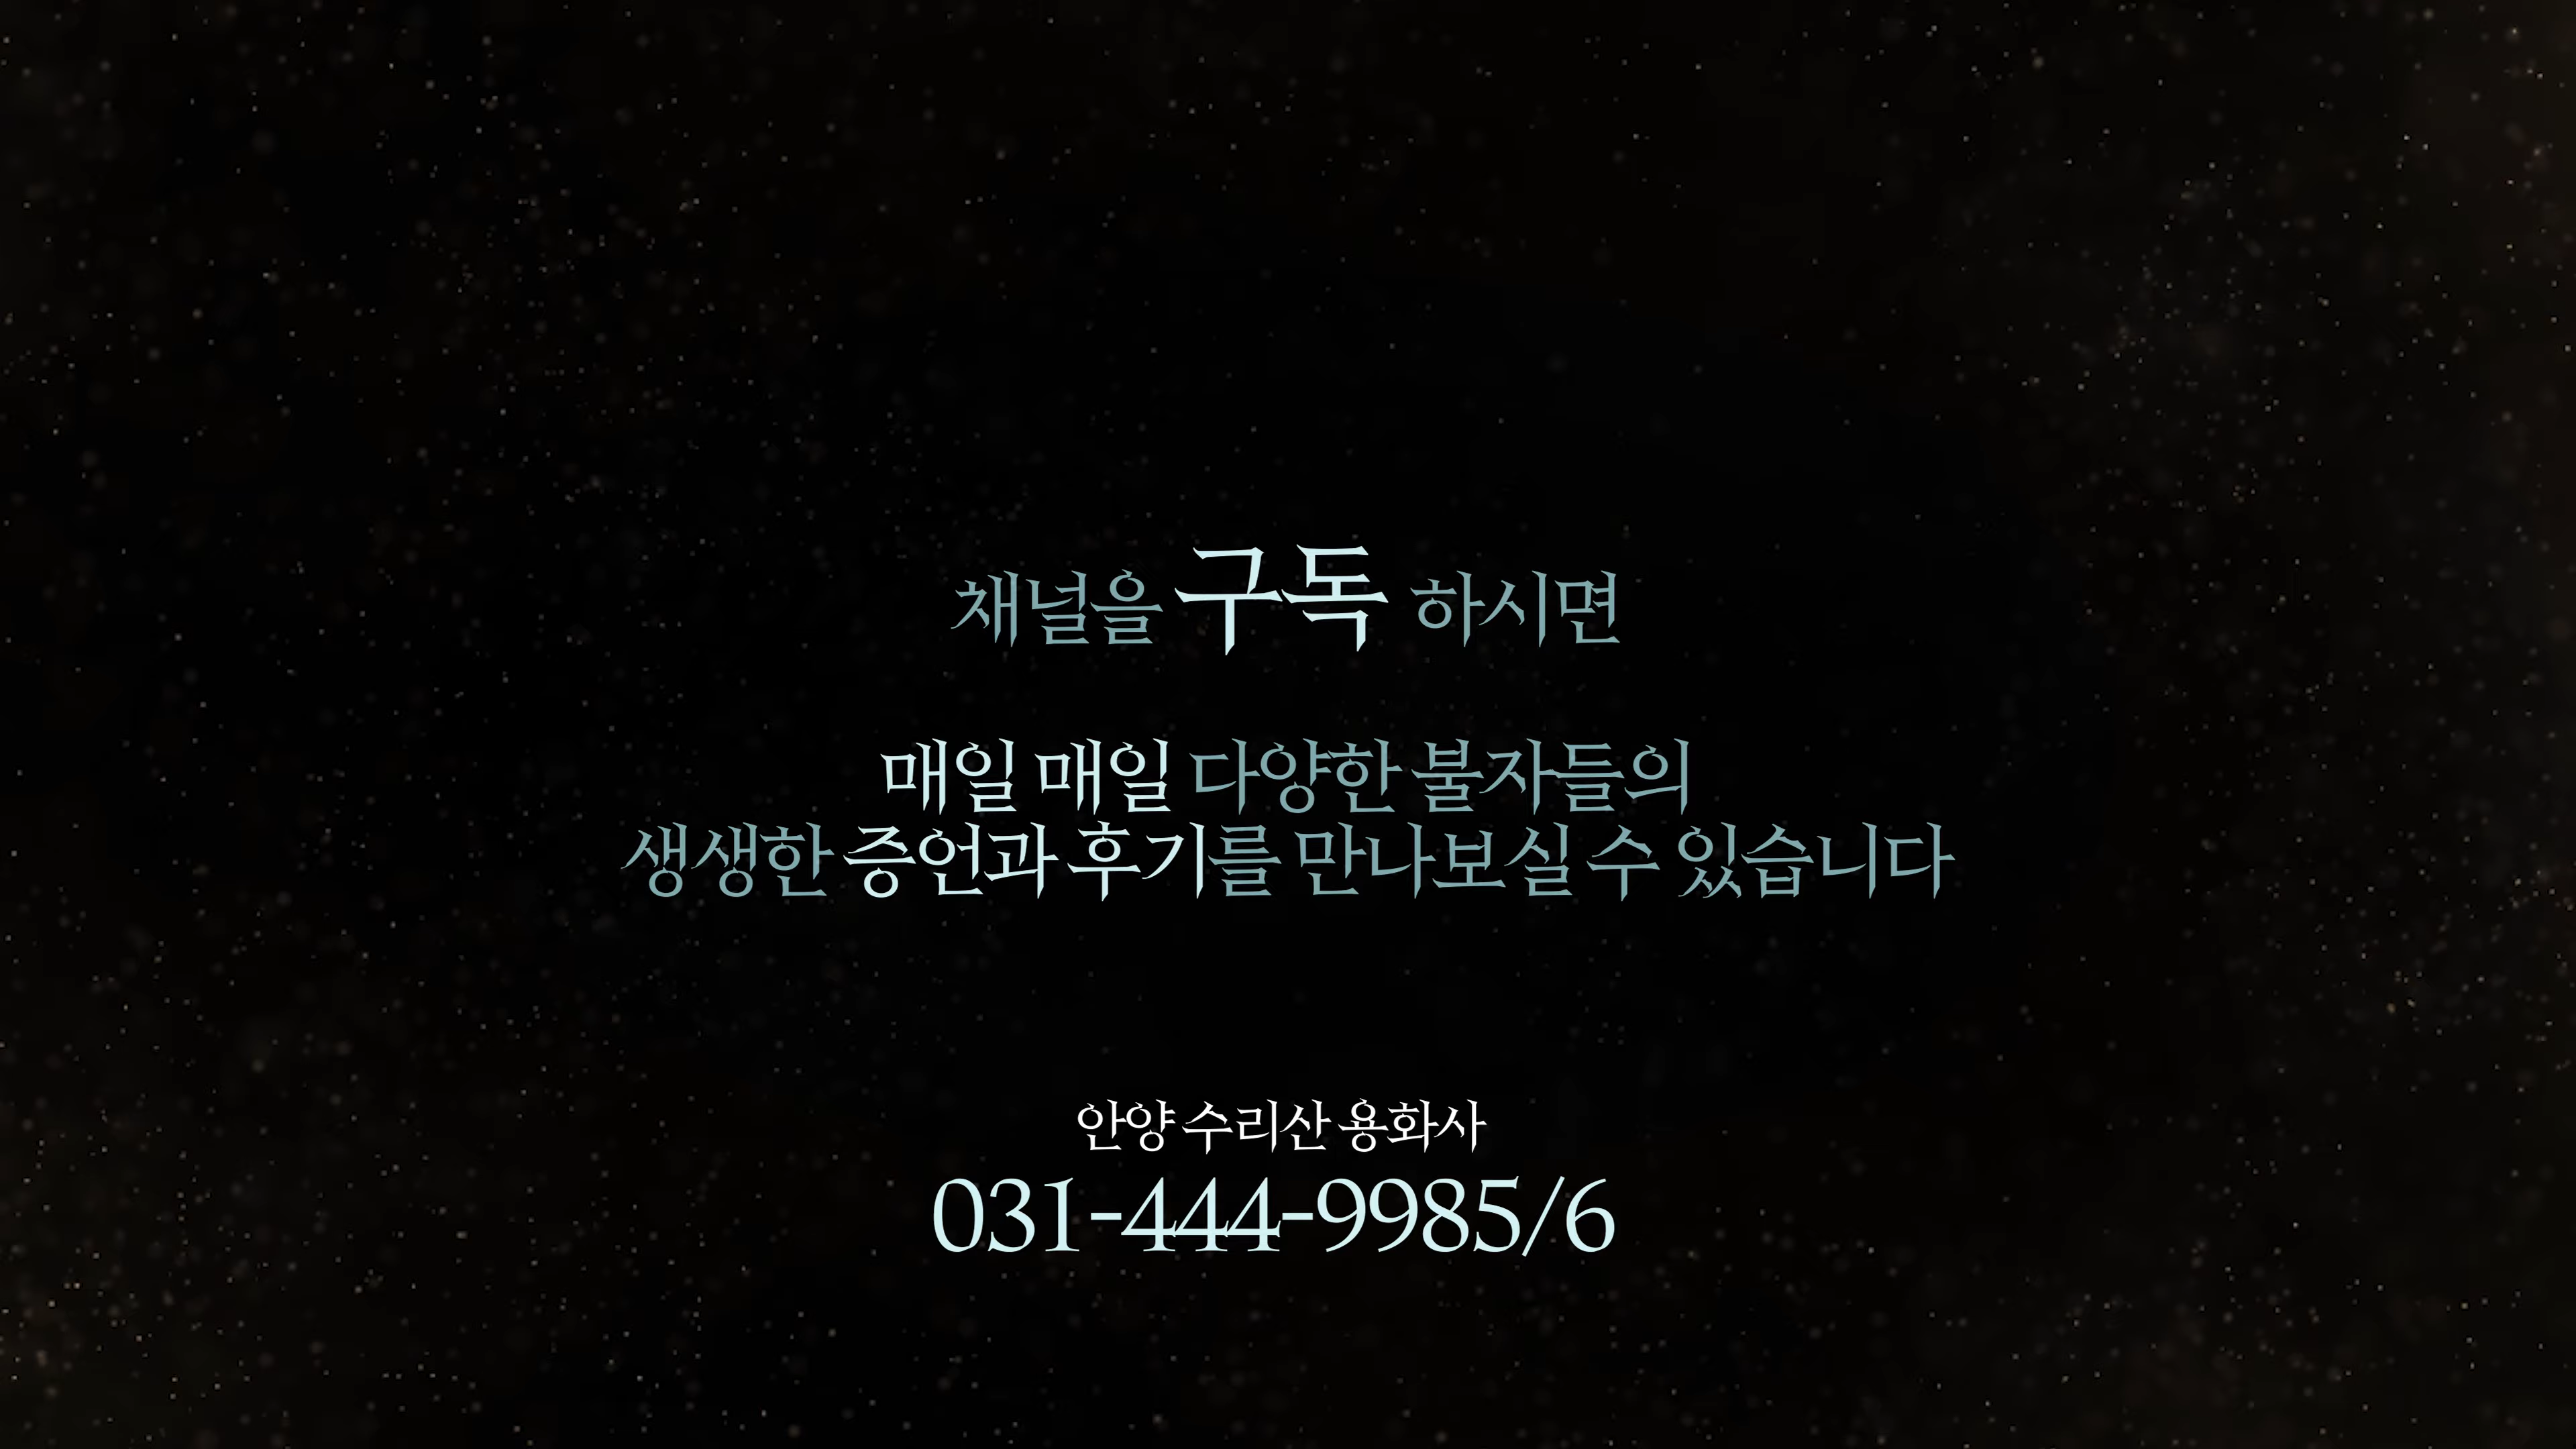 채널을 구독 하시면
매일 매일 다양한 불자들의
생생한 증언과 후기를 만나보실 수 있습니다
안양 수리산 용화사
031-444-9985/6